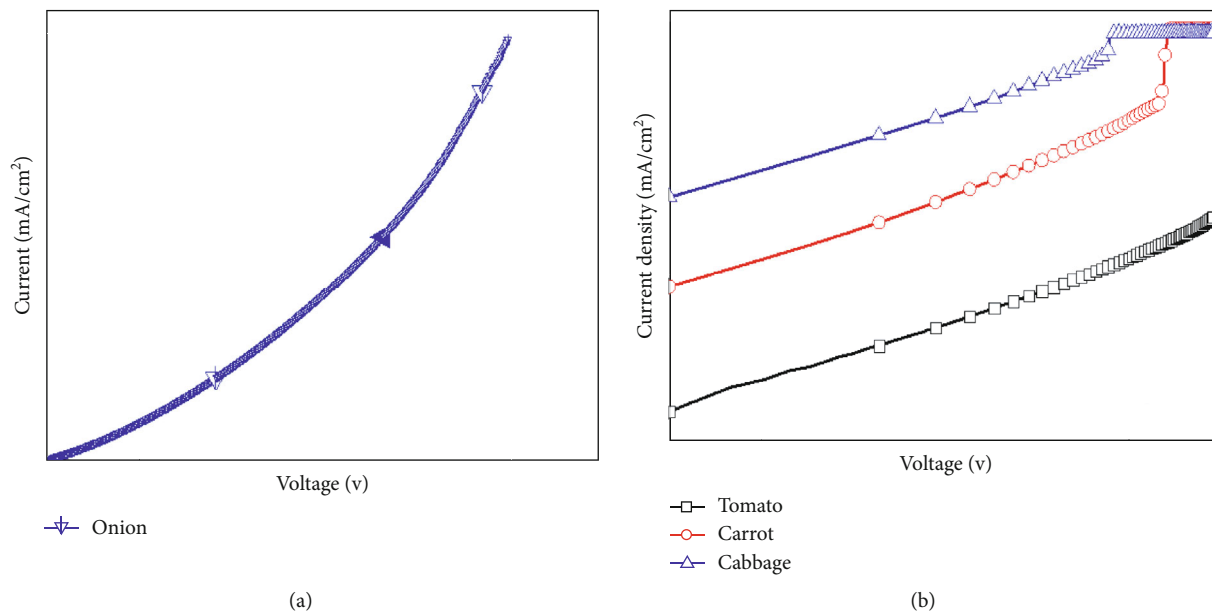 Current (mA/cm²)
Voltage (v)
Onion
(a)
Current density (mA/cm²)
Voltage (v)
Tomato
Carrot
Cabbage
(b)